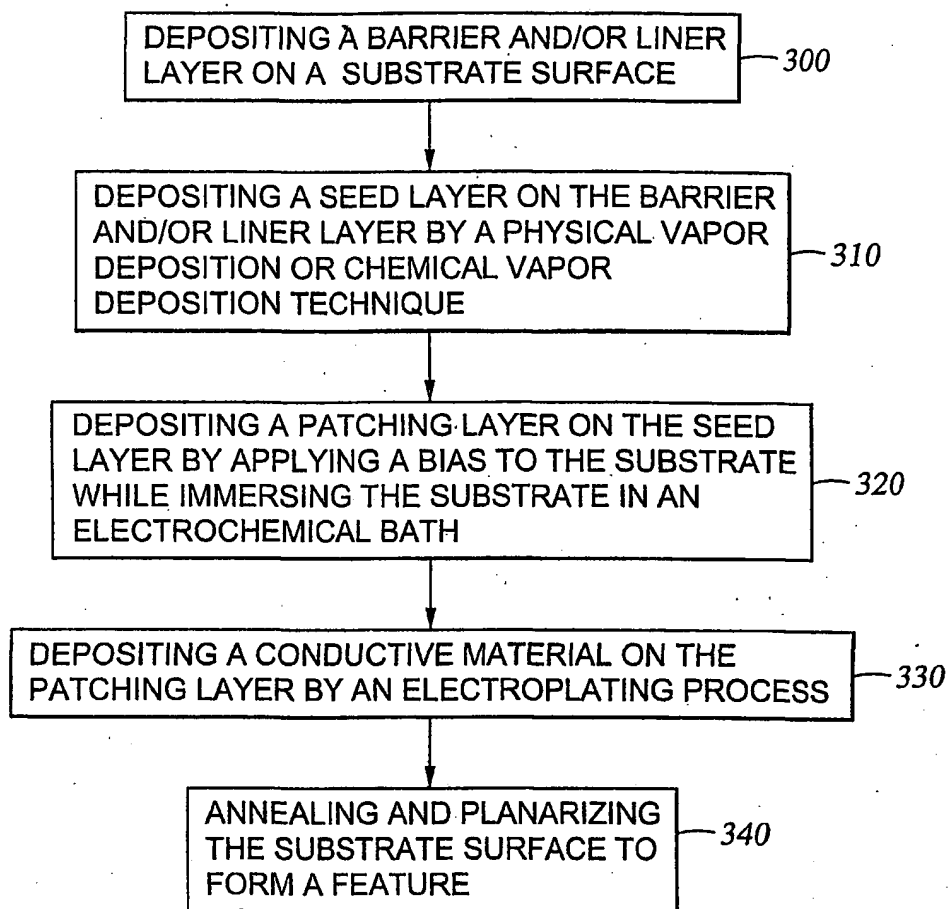 DEPOSITING A BARRIER AND/OR LINER
LAYER ON A SUBSTRATE SURFACE
300
DEPOSITING A SEED LAYER ON THE BARRIER
AND/OR LINER LAYER BY A PHYSICAL VAPOR
DEPOSITION OR CHEMICAL VAPOR
DEPOSITION TECHNIQUE
310
DEPOSITING A PATCHING LAYER ON THE SEED
LAYER BY APPLYING A BIAS TO THE SUBSTRATE
WHILE IMMERSING THE SUBSTRATE IN AN
ELECTROCHEMICAL BATH
320
DEPOSITING A CONDUCTIVE MATERIAL ON THE
PATCHING LAYER BY AN ELECTROPLATING PROCESS
330
ANNEALING AND PLANARIZING
THE SUBSTRATE SURFACE TO
FORM A FEATURE
340